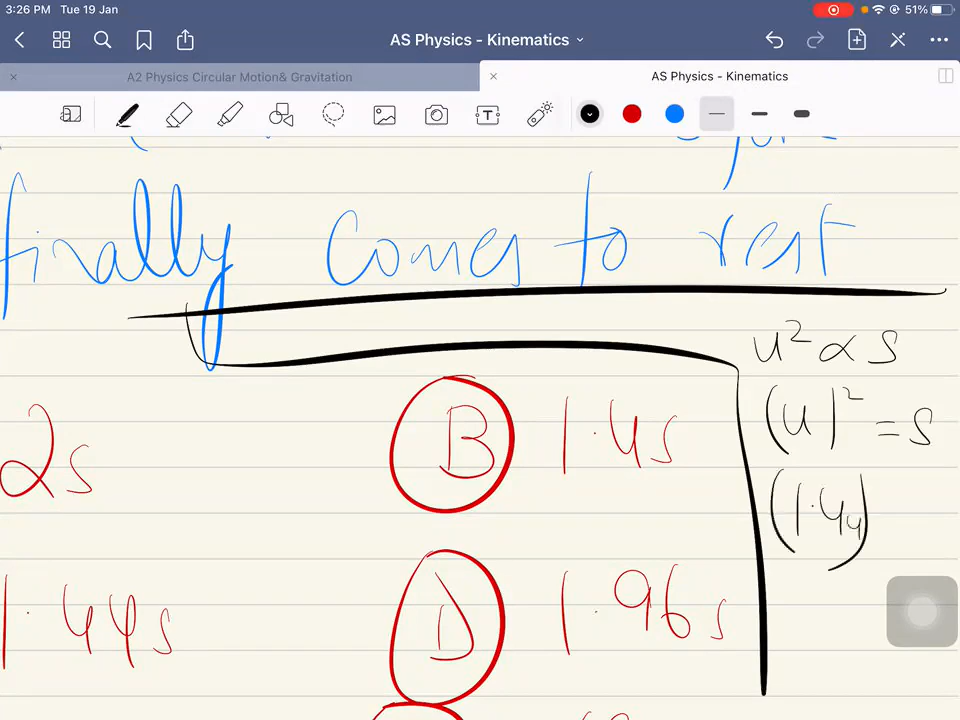 3:26 PM Tue 19 Jan 51%
AS Physics - Kinematics
A2 Physics Circular Motion& Gravitation
AS Physics - Kinematics
T
finally comes to rest
u² ∝ s
(u)² = s
2s B 1.4s
(1.44)
1.44s D 1.96s